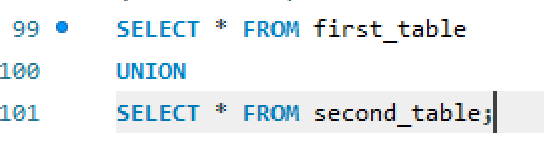 99 SELECT * FROM first_table
100 UNION
101 SELECT * FROM second_table;